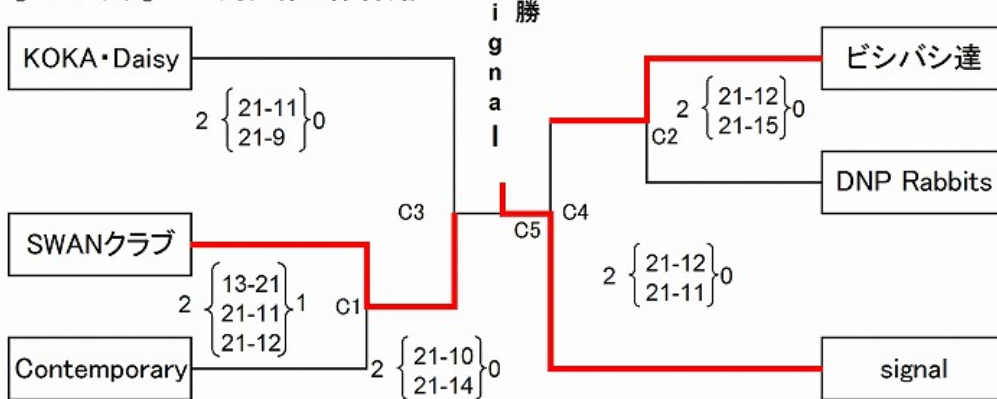 signal
勝
KOKA・Daisy
2 21-11 0
21-9
SWANクラブ
2 13-21 1
21-11
21-12
Contemporary
C1
C3
2 21-10 0
21-14
C5
C4
C2
2 21-12 0
21-15
2 21-12 0
21-11
ビシバシ達
DNP Rabbits
signal